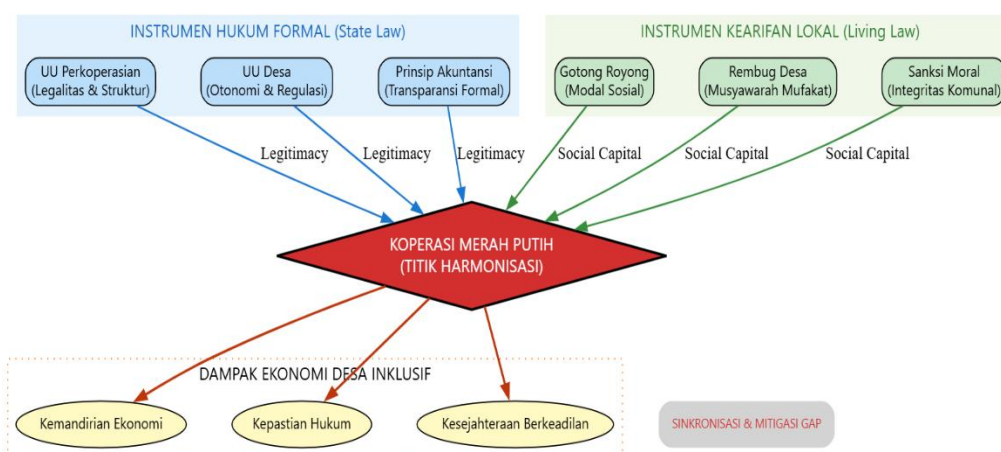 INSTRUMEN HUKUM FORMAL (State Law)
INSTRUMEN KEARIFAN LOKAL (Living Law)
UU Perkoperasian
(Legalitas & Struktur)
UU Desa
(Otonomi & Regulasi)
Prinsip Akuntansi
(Transparansi Formal)
Gotong Royong
(Modal Sosial)
Rembug Desa
(Musyawarah Mufakat)
Sanksi Moral
(Integritas Komunal)
Legitimacy
Legitimacy
Legitimacy
Social Capital
Social Capital
Social Capital
KOPERASI MERAH PUTIH
(TITIK HARMONISASI)
DAMPAK EKONOMI DESA INKLUSIF
Kemandirian Ekonomi
Kepastian Hukum
Kesejahteraan Berkeadilan
SINKRONISASI & MITIGASI GAP